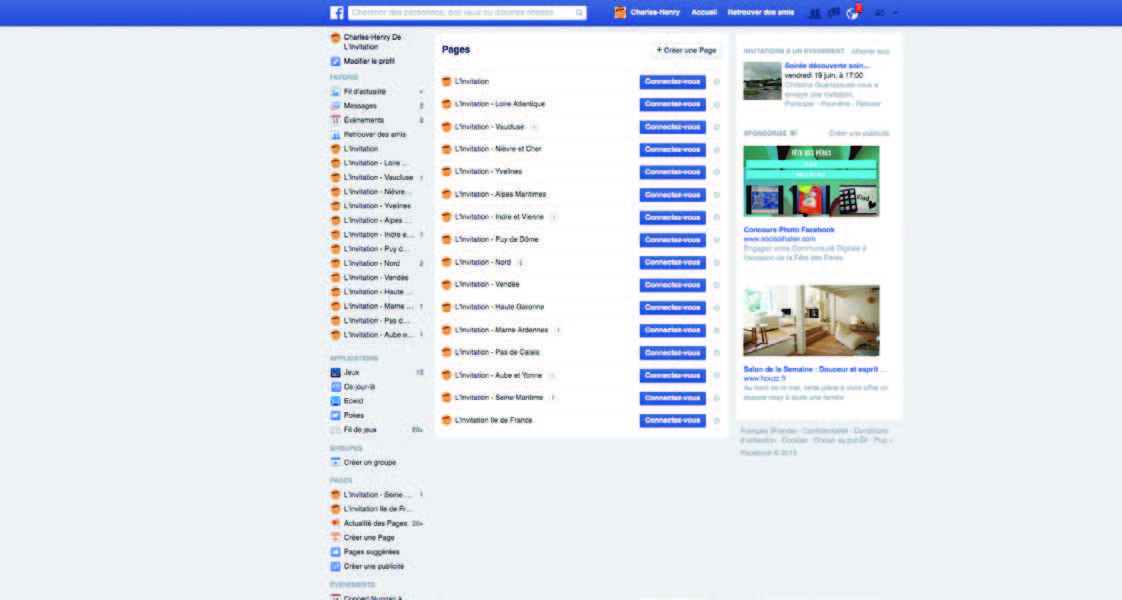 Chercher des personnes, des lieux ou d'autres choses
Charles-Henry
Accueil
Retrouver des amis
Charles-Henry De
L'Invitation
Modifier le profil
FAVORIS
Fil d'actualité
Messages 2
Événements 2
Retrouver des amis
L'Invitation
L'Invitation - Loire ...
L'Invitation - Vaucluse 1
L'Invitation - Nièvre...
L'Invitation - Yvelines
L'Invitation - Alpes ...
L'Invitation - Indre e... 1
L'Invitation - Puy d...
L'Invitation - Nord 2
L'Invitation - Vendée
L'Invitation - Haute ...
L'Invitation - Marne ... 1
L'Invitation - Pas d...
L'Invitation - Aube e... 1
APPLICATIONS
Jeux 15
Ce jour-là
Ecwid
Pokes
Fil de jeux 20+
GROUPES
Créer un groupe
PAGES
L'Invitation - Seine ... 1
L'Invitation Ile de Fr...
Actualité des Pages 20+
Créer une Page
Pages suggérées
Créer une publicité
ÉVÉNEMENTS
Pages
+ Créer une Page
L'Invitation Connectez-vous
L'Invitation - Loire Atlantique Connectez-vous
L'Invitation - Vaucluse 1 Connectez-vous
L'Invitation - Nièvre et Cher Connectez-vous
L'Invitation - Yvelines Connectez-vous
L'Invitation - Alpes Maritimes Connectez-vous
L'Invitation - Indre et Vienne 1 Connectez-vous
L'Invitation - Puy de Dôme Connectez-vous
L'Invitation - Nord 2 Connectez-vous
L'Invitation - Vendée Connectez-vous
L'Invitation - Haute Garonne Connectez-vous
L'Invitation - Marne Ardennes 1 Connectez-vous
L'Invitation - Pas de Calais Connectez-vous
L'Invitation - Aube et Yonne 1 Connectez-vous
L'Invitation - Seine Maritime 1 Connectez-vous
L'Invitation Ile de France Connectez-vous
INVITATIONS À UN ÉVÉNEMENT Afficher tout
Soirée découverte soin...
vendredi 19 juin, à 17:00
Christine Guérisseuse vous a
envoyé une invitation.
Participer · Peut-être · Refuser
SPONSORISÉ
Créer une publicité
FÊTE DES PÈRES
Concours Photo Facebook
www.socialshaker.com
Engagez votre Communauté Digitale à
l'occasion de la Fête des Pères.
Salon de la Semaine : Douceur et esprit ...
www.houzz.fr
Au bord de la mer, cette pièce à vivre offre un
espace cosy à toute une famille
Français (France) · Confidentialité · Conditions
d'utilisation · Cookies · Choisir sa pub · Plus
Facebook © 2015